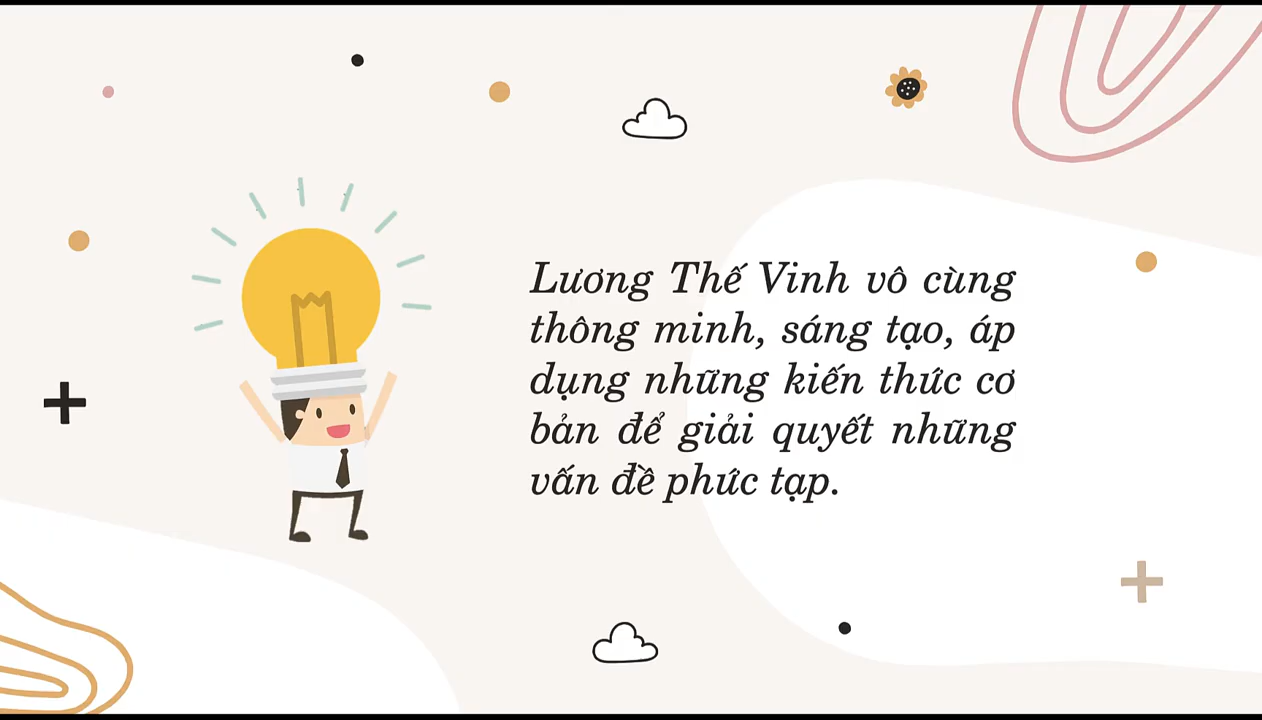 Lương Thế Vinh vô cùng
thông minh, sáng tạo, áp
dụng những kiến thức cơ
bản để giải quyết những
vấn đề phức tạp.